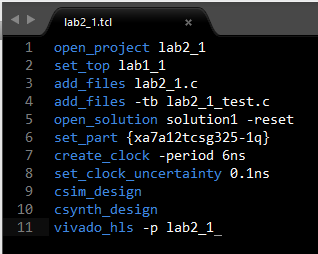 lab2_1.tcl
1 open_project lab2_1
2 set_top lab1_1
3 add_files lab2_1.c
4 add_files -tb lab2_1_test.c
5 open_solution solution1 -reset
6 set_part {xa7a12tcsg325-1q}
7 create_clock -period 6ns
8 set_clock_uncertainty 0.1ns
9 csim_design
10 csynth_design
11 vivado_hls -p lab2_1_